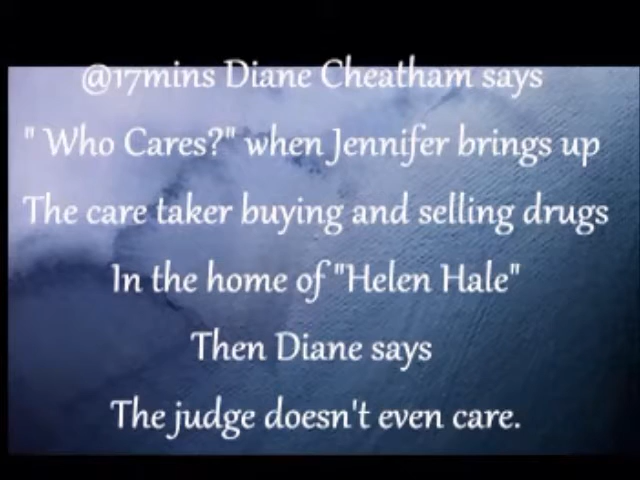 @17mins Diane Cheatham says
" Who Cares?" when Jennifer brings up
The care taker buying and selling drugs
In the home of "Helen Hale"
Then Diane says
The judge doesn't even care.